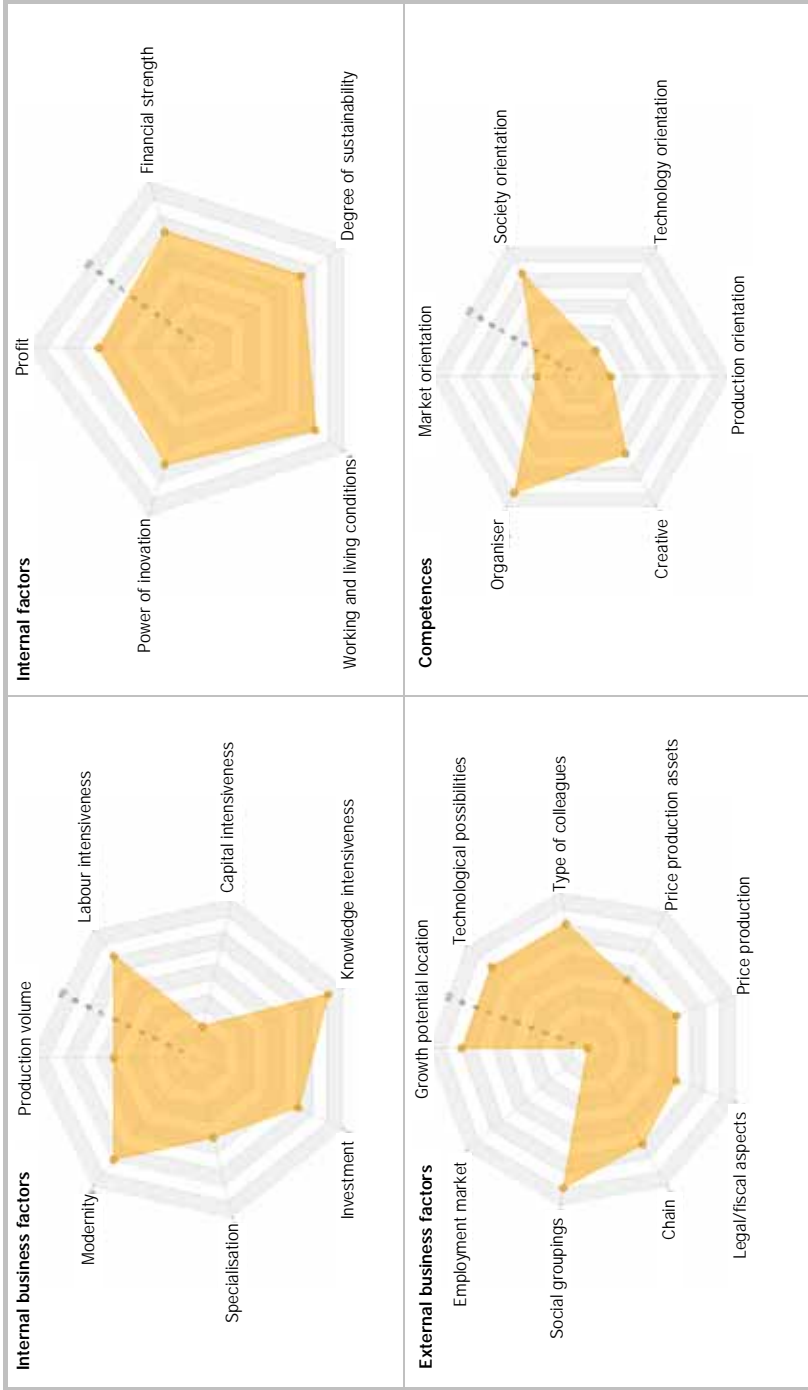 Internal business factors
Production volume
Labour intensiveness
Capital intensiveness
Knowledge intensiveness
Investment
Specialisation
Modernity
Internal factors
Profit
Financial strength
Degree of sustainability
Working and living conditions
Power of inovation
External business factors
Growth potential location
Technological possibilities
Type of colleagues
Price production assets
Price production
Legal/fiscal aspects
Chain
Social groupings
Employment market
Competences
Market orientation
Society orientation
Technology orientation
Production orientation
Creative
Organiser